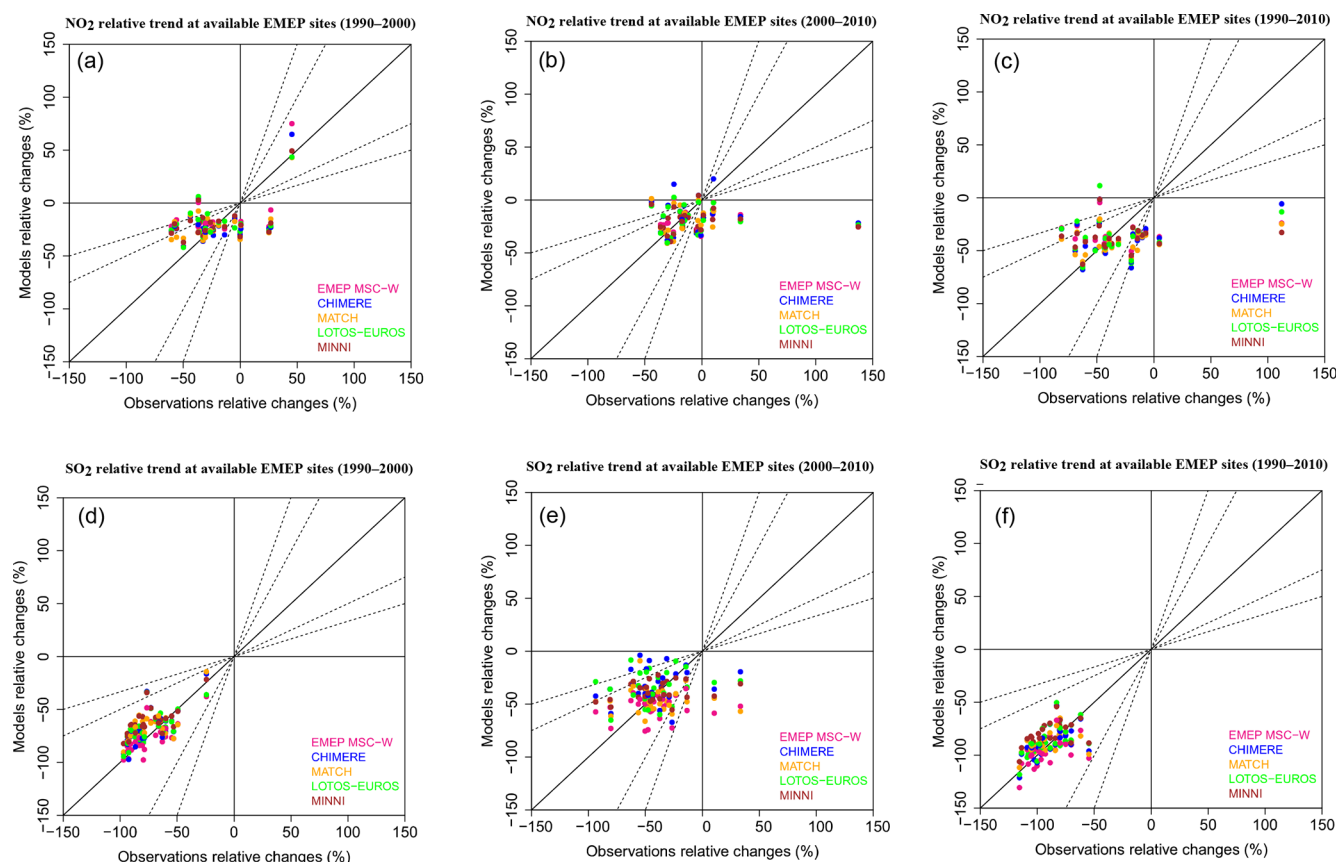 NO2 relative trend at available EMEP sites (1990–2000)
(a)
Models relative changes (%)
150
100
50
0
−50
−100
−150
EMEP MSC−W
CHIMERE
MATCH
LOTOS−EUROS
MINNI
−150 −100 −50 0 50 100 150
Observations relative changes (%)
NO2 relative trend at available EMEP sites (2000–2010)
(b)
Models relative changes (%)
150
100
50
0
−50
−100
−150
EMEP MSC−W
CHIMERE
MATCH
LOTOS−EUROS
MINNI
−150 −100 −50 0 50 100 150
Observations relative changes (%)
NO2 relative trend at available EMEP sites (1990–2010)
(c)
Models relative changes (%)
150
100
50
0
−50
−100
−150
EMEP MSC−W
CHIMERE
MATCH
LOTOS−EUROS
MINNI
−150 −100 −50 0 50 100 150
Observations relative changes (%)
SO2 relative trend at available EMEP sites (1990–2000)
(d)
Models relative changes (%)
150
100
50
0
−50
−100
−150
EMEP MSC−W
CHIMERE
MATCH
LOTOS−EUROS
MINNI
−150 −100 −50 0 50 100 150
Observations relative changes (%)
SO2 relative trend at available EMEP sites (2000–2010)
(e)
Models relative changes (%)
150
100
50
0
−50
−100
−150
EMEP MSC−W
CHIMERE
MATCH
LOTOS−EUROS
MINNI
−150 −100 −50 0 50 100 150
Observations relative changes (%)
SO2 relative trend at available EMEP sites (1990–2010)
(f)
Models relative changes (%)
150
100
50
0
−50
−100
−150
EMEP MSC−W
CHIMERE
MATCH
LOTOS−EUROS
MINNI
−150 −100 −50 0 50 100 150
Observations relative changes (%)